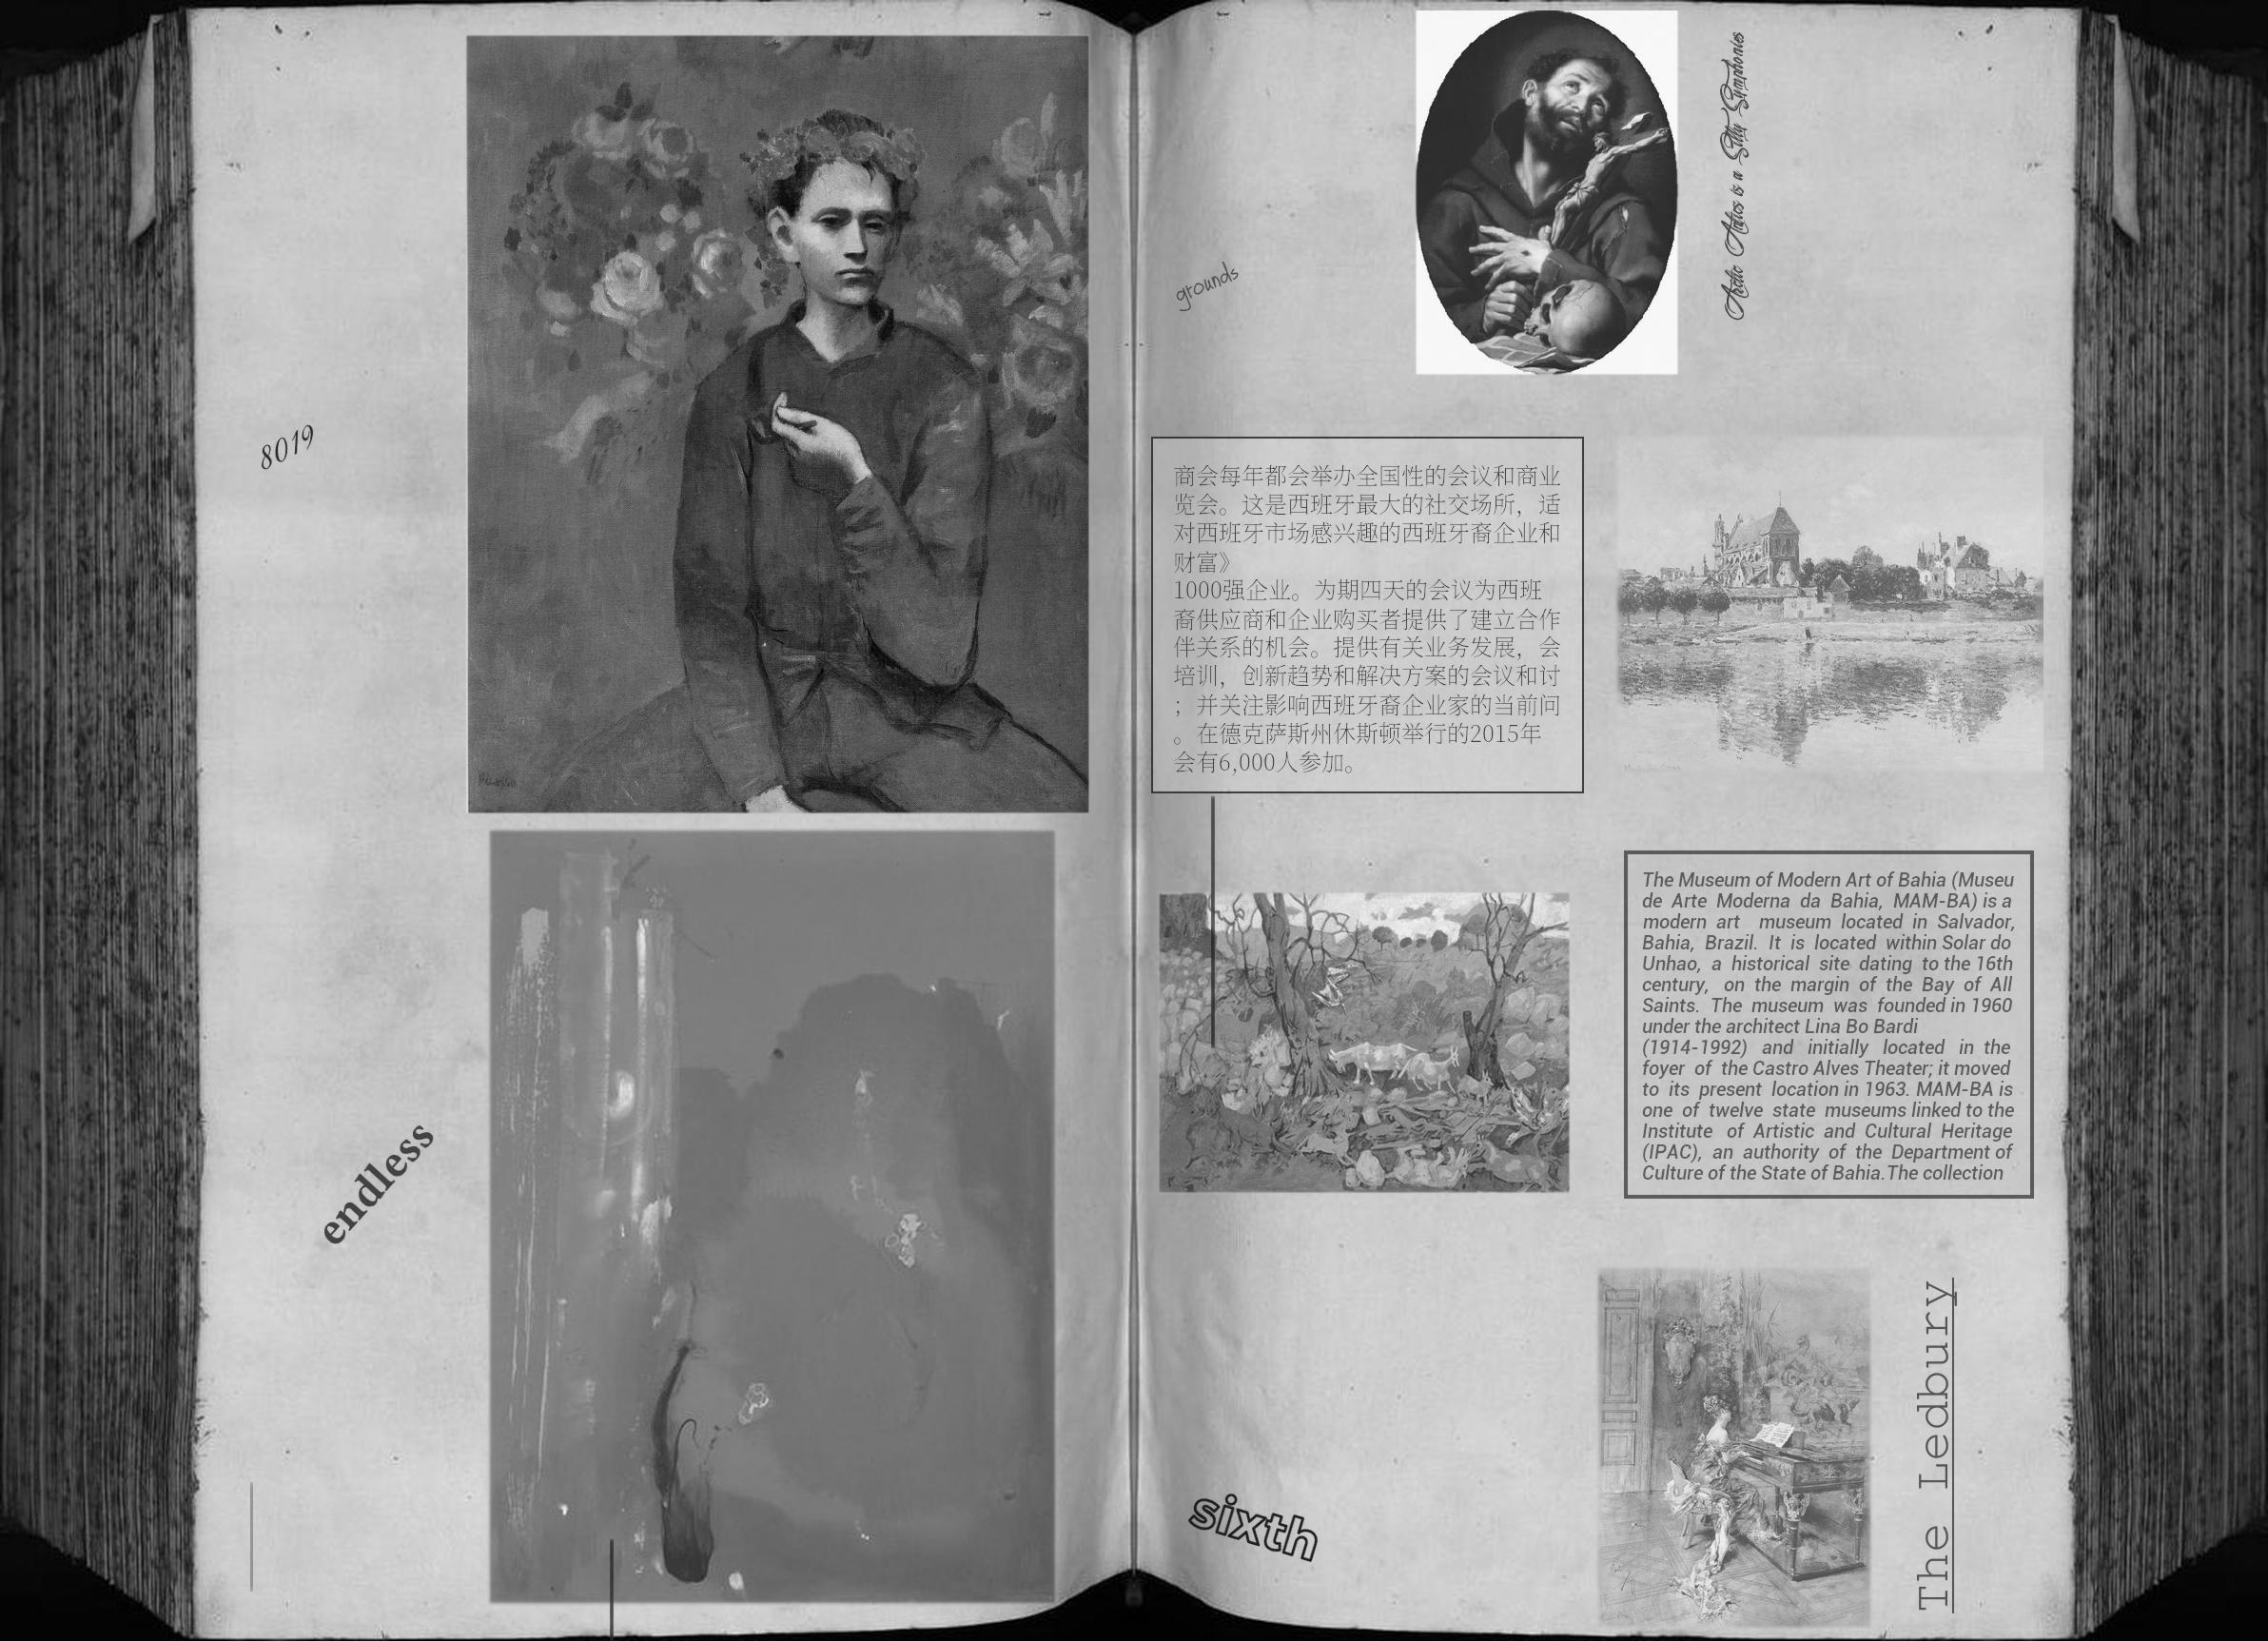 8019
endless
grounds
Arctic Antics is a Silly Symphonies
商会每年都会举办全国性的会议和商业
览会。这是西班牙最大的社交场所，适
对西班牙市场感兴趣的西班牙裔企业和
财富》
1000强企业。为期四天的会议为西班
裔供应商和企业购买者提供了建立合作
伴关系的机会。提供有关业务发展，会
培训，创新趋势和解决方案的会议和讨
；并关注影响西班牙裔企业家的当前问
。在德克萨斯州休斯顿举行的2015年
会有6,000人参加。
The Museum of Modern Art of Bahia (Museu
de Arte Moderna da Bahia, MAM-BA) is a
modern art museum located in Salvador,
Bahia, Brazil. It is located within Solar do
Unhao, a historical site dating to the 16th
century, on the margin of the Bay of All
Saints. The museum was founded in 1960
under the architect Lina Bo Bardi
(1914-1992) and initially located in the
foyer of the Castro Alves Theater; it moved
to its present location in 1963. MAM-BA is
one of twelve state museums linked to the
Institute of Artistic and Cultural Heritage
(IPAC), an authority of the Department of
Culture of the State of Bahia.The collection
sixth
The Ledbury